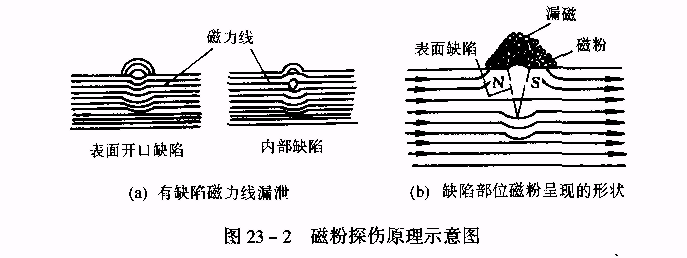 漏磁
磁力线
表面缺陷
磁粉
N
S
表面开口缺陷
内部缺陷
(a) 有缺陷磁力线漏泄
(b) 缺陷部位磁粉呈现的形状
图 23-2 磁粉探伤原理示意图